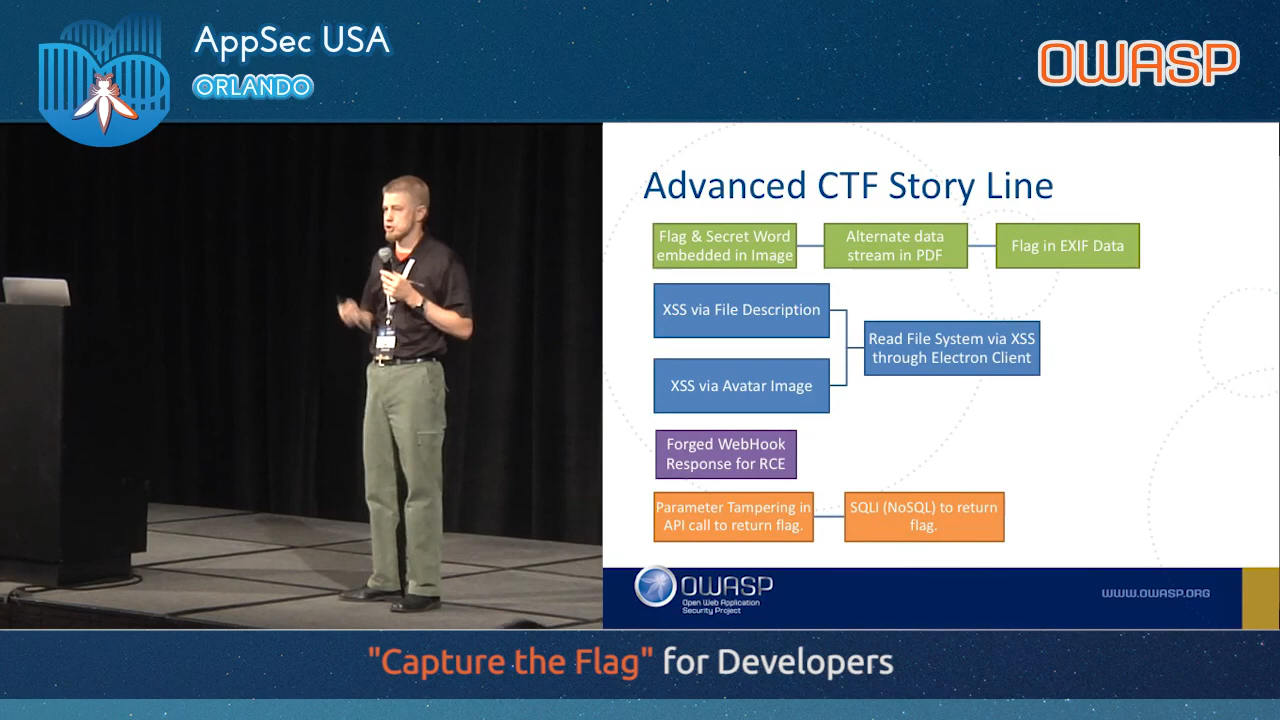 AppSec USA
ORLANDO
OWASP
Advanced CTF Story Line
Flag & Secret Word
embedded in Image
Alternate data
stream in PDF
Flag in EXIF Data
XSS via File Description
XSS via Avatar Image
Read File System via XSS
through Electron Client
Forged WebHook
Response for RCE
Parameter Tampering in
API call to return flag.
SQLI (NoSQL) to return
flag.
OWASP
Open Web Application
Security Project
WWW.OWASP.ORG
"Capture the Flag" for Developers